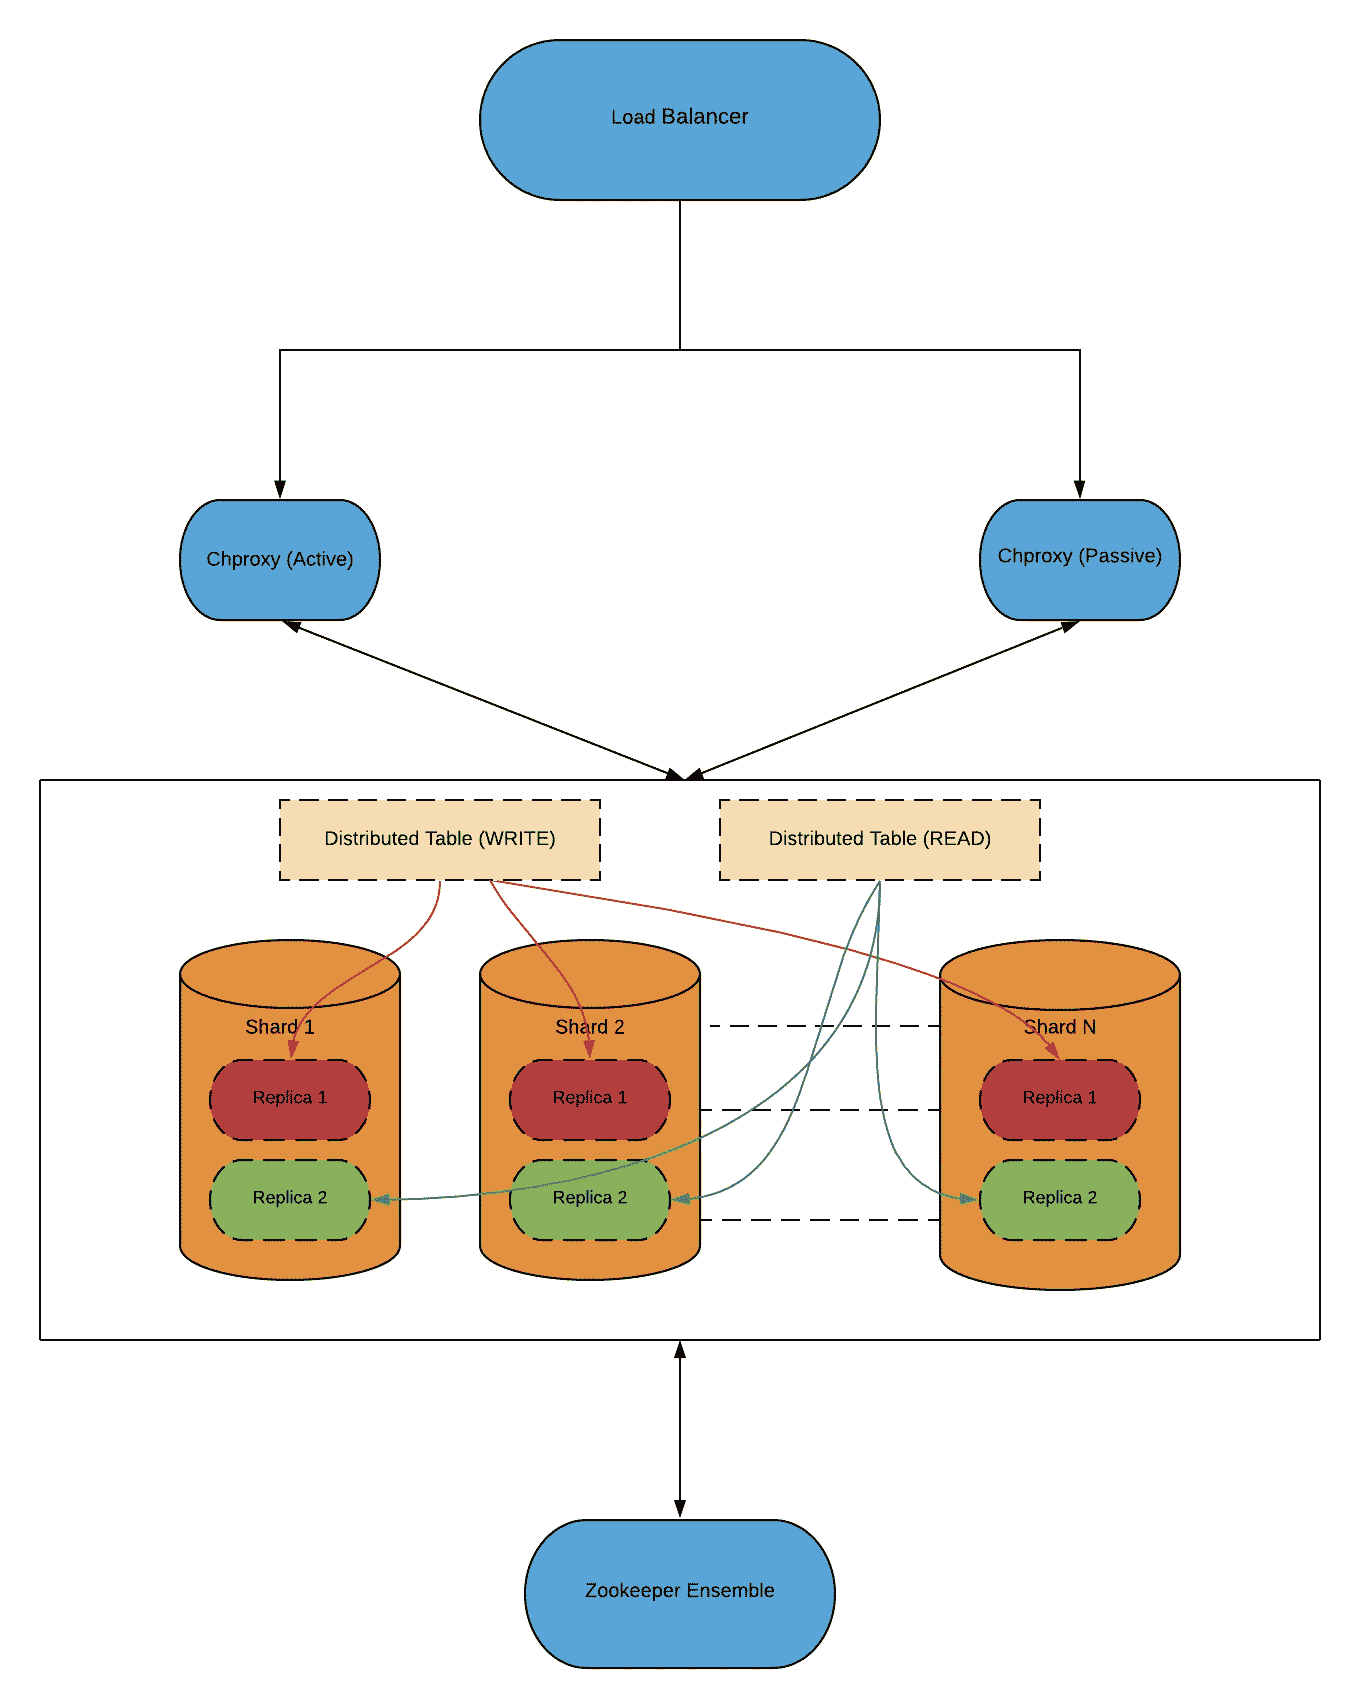 Load Balancer
Chproxy (Active)
Chproxy (Passive)
Distributed Table (WRITE)
Distributed Table (READ)
Shard 1
Shard 2
Shard N
Replica 1
Replica 1
Replica 1
Replica 2
Replica 2
Replica 2
Zookeeper Ensemble